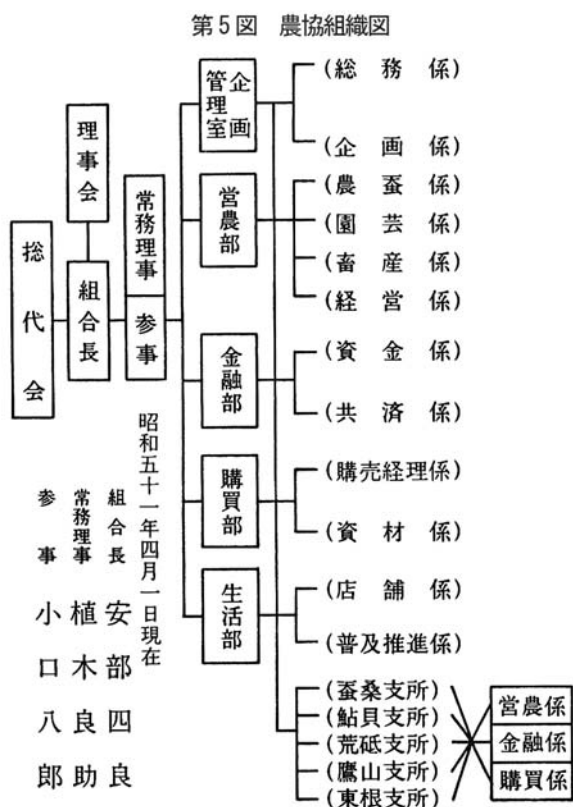 第5図 農協組織図
総代会
理事会
組合長
常務理事
参事
企画
管理室
営農部
金融部
購買部
生活部
(総務係)
(企画係)
(農蚕係)
(園芸係)
(畜産係)
(経営係)
(資金係)
(共済係)
(購売経理係)
(資材係)
(店舗係)
(普及推進係)
(蚕桑支所)
(鮎貝支所)
(荒砥支所)
(鷹山支所)
(東根支所)
営農係
金融係
購買係
昭和五十一年四月一日現在
組合長 安部四良
常務理事 植木良助
参事 小口八郎